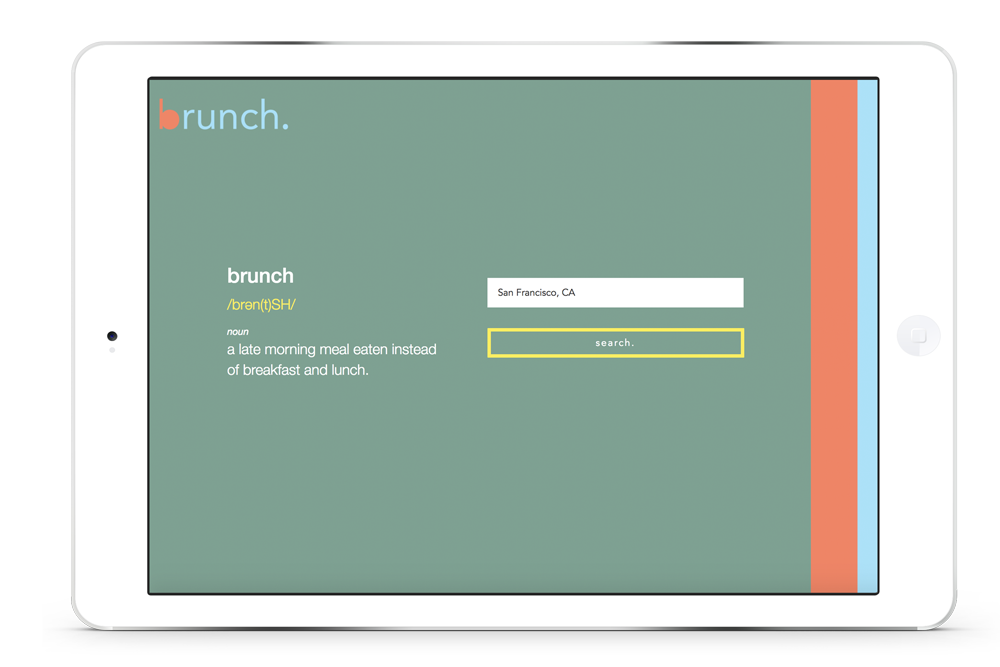 brunch.
brunch
/brən(t)SH/
noun
a late morning meal eaten instead
of breakfast and lunch.
San Francisco, CA
search.